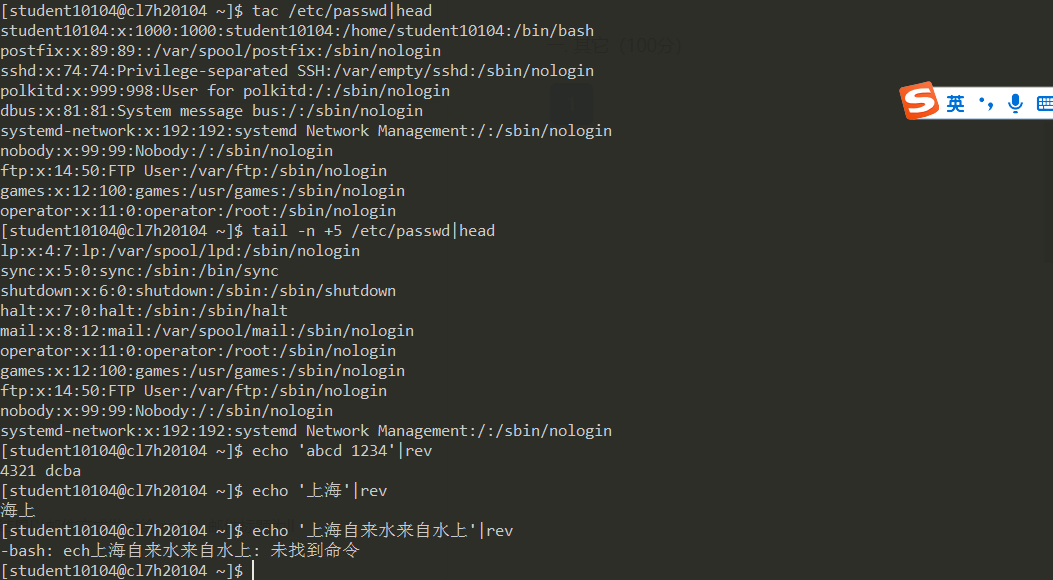 [student10104@cl7h20104 ~]$ tac /etc/passwd|head
student10104:x:1000:1000:student10104:/home/student10104:/bin/bash
postfix:x:89:89::/var/spool/postfix:/sbin/nologin
sshd:x:74:74:Privilege-separated SSH:/var/empty/sshd:/sbin/nologin
polkitd:x:999:998:User for polkitd:/:/sbin/nologin
dbus:x:81:81:System message bus:/:/sbin/nologin
systemd-network:x:192:192:systemd Network Management:/:/sbin/nologin
nobody:x:99:99:Nobody:/:/sbin/nologin
ftp:x:14:50:FTP User:/var/ftp:/sbin/nologin
games:x:12:100:games:/usr/games:/sbin/nologin
operator:x:11:0:operator:/root:/sbin/nologin
[student10104@cl7h20104 ~]$ tail -n +5 /etc/passwd|head
lp:x:4:7:lp:/var/spool/lpd:/sbin/nologin
sync:x:5:0:sync:/sbin:/bin/sync
shutdown:x:6:0:shutdown:/sbin:/sbin/shutdown
halt:x:7:0:halt:/sbin:/sbin/halt
mail:x:8:12:mail:/var/spool/mail:/sbin/nologin
operator:x:11:0:operator:/root:/sbin/nologin
games:x:12:100:games:/usr/games:/sbin/nologin
ftp:x:14:50:FTP User:/var/ftp:/sbin/nologin
nobody:x:99:99:Nobody:/:/sbin/nologin
systemd-network:x:192:192:systemd Network Management:/:/sbin/nologin
[student10104@cl7h20104 ~]$ echo 'abcd 1234'|rev
4321 dcba
[student10104@cl7h20104 ~]$ echo '上海'|rev
海上
[student10104@cl7h20104 ~]$ echo '上海自来水来自水上'|rev
-bash: ech上海自来水来自水上: 未找到命令
[student10104@cl7h20104 ~]$
S 英